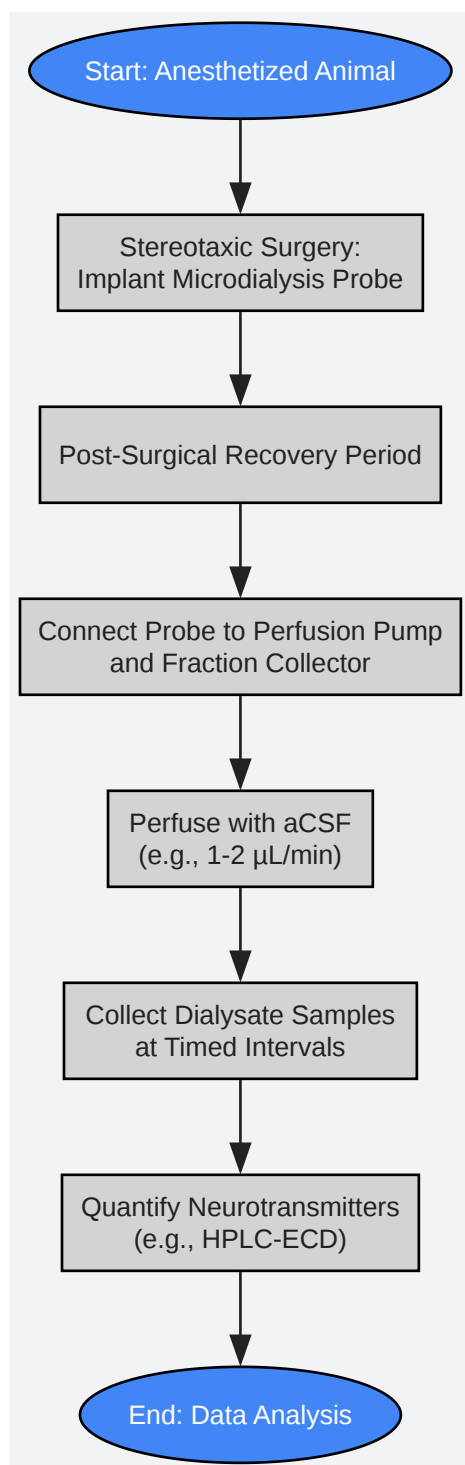 Start: Anesthetized Animal
Stereotaxic Surgery:
Implant Microdialysis Probe
Post-Surgical Recovery Period
Connect Probe to Perfusion Pump
and Fraction Collector
Perfuse with aCSF
(e.g., 1-2 µL/min)
Collect Dialysate Samples
at Timed Intervals
Quantify Neurotransmitters
(e.g., HPLC-ECD)
End: Data Analysis